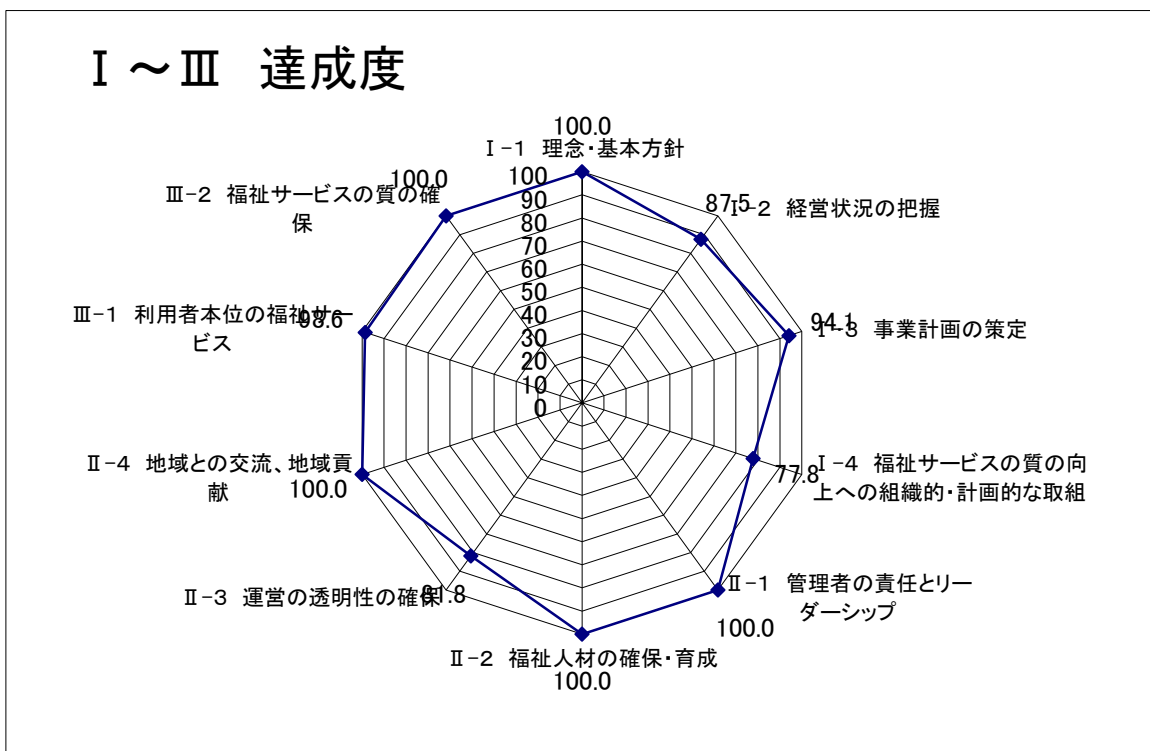 Ⅰ～Ⅲ 達成度
100.0
Ⅰ-1 理念・基本方針
87.5
Ⅰ-2 経営状況の把握
94.1
Ⅰ-3 事業計画の策定
Ⅰ-4 福祉サービスの質の向
上への組織的・計画的な取組
77.8
Ⅱ-1 管理者の責任とリー
ダーシップ
100.0
Ⅱ-2 福祉人材の確保・育成
100.0
Ⅱ-3 運営の透明性の確保
81.8
Ⅱ-4 地域との交流、地域貢
献
100.0
Ⅲ-1 利用者本位の福祉サー
ビス
98.6
Ⅲ-2 福祉サービスの質の確
保
100.0
100
90
80
70
60
50
40
30
20
10
0